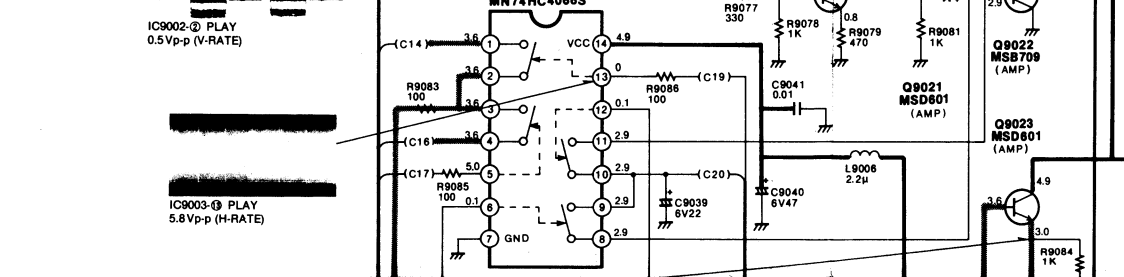 MN74HC4066S
IC9002-② PLAY
0.5Vp-p (V-RATE)
IC9003-⑬ PLAY
5.8Vp-p (H-RATE)
(C14)
3.6
1
3.6
2
R9083
100
3.6
3
(C16)
3.6
4
(C17)
5.0
5
R9085
100
0.1
6
7
GND
VCC
14
4.9
13
0
R9086
100
(C19)
12
0.1
11
2.9
10
2.9
(C20)
9
2.9
8
2.9
C9039
6V22
C9040
6V47
C9041
0.01
L9006
2.2μ
R9077
330
R9078
1K
0.8
R9079
470
R9081
1K
2.9
Q9022
MSB709
(AMP)
Q9021
MSD601
(AMP)
Q9023
MSD601
(AMP)
4.9
3.6
3.0
R9084
1K